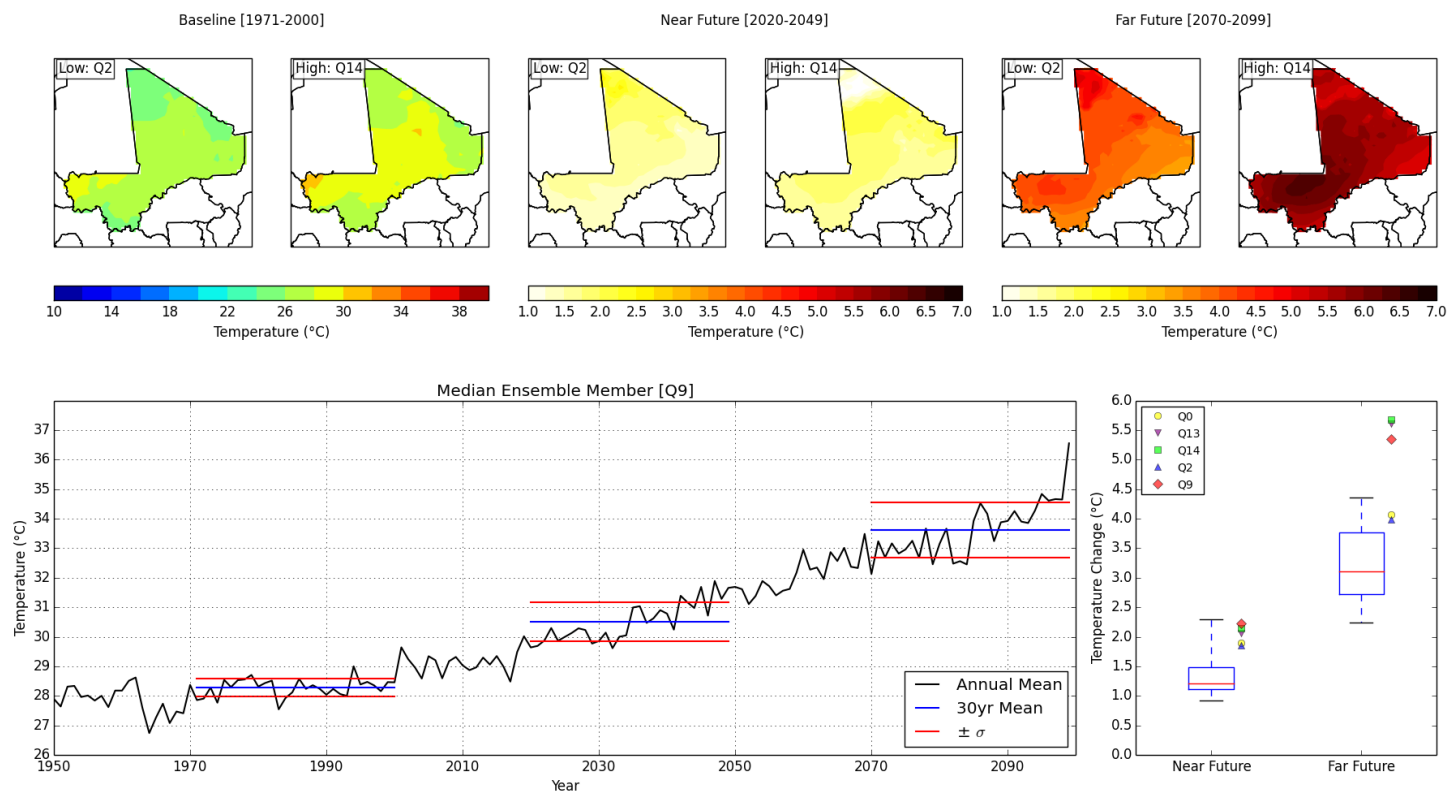 Baseline [1971-2000] Near Future [2020-2049] Far Future [2070-2099]
Low: Q2 High: Q14 Low: Q2 High: Q14 Low: Q2 High: Q14
10 14 18 22 26 30 34 38
Temperature (°C)
1.0 1.5 2.0 2.5 3.0 3.5 4.0 4.5 5.0 5.5 6.0 6.5 7.0
Temperature (°C)
1.0 1.5 2.0 2.5 3.0 3.5 4.0 4.5 5.0 5.5 6.0 6.5 7.0
Temperature (°C)
Median Ensemble Member [Q9]
Temperature (°C)
37
36
35
34
33
32
31
30
29
28
27
26
1950 1970 1990 2010 2030 2050 2070 2090
Year
Annual Mean
30yr Mean
± σ
Temperature Change (°C)
6.0
5.5
5.0
4.5
4.0
3.5
3.0
2.5
2.0
1.5
1.0
0.5
0.0
Q0
Q13
Q14
Q2
Q9
Near Future Far Future